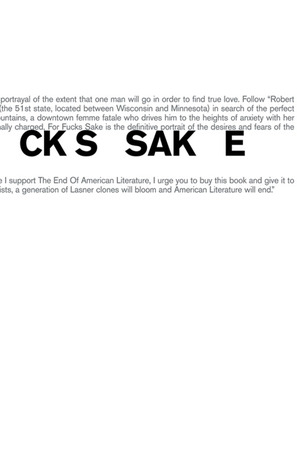 portrayal of the extent that one man will go in order to find true love. Follow “Robert
(the 51st state, located between Wisconsin and Minnesota) in search of the perfect
untains, a downtown femme fatale who drives him to the heights of anxiety with her
ally charged, For Fucks Sake is the definitive portrait of the desires and fears of the
CK S SAK E
e I support The End Of American Literature, I urge you to buy this book and give it to
ists, a generation of Lasner clones will bloom and American Literature will end.”